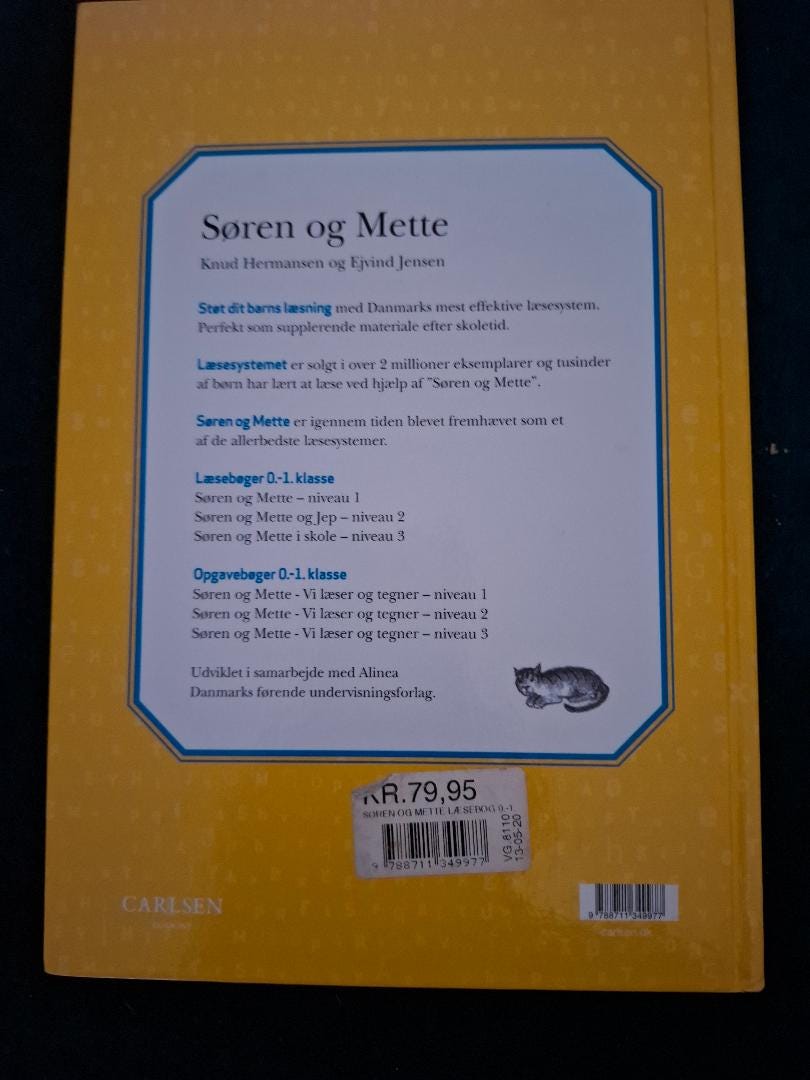 Søren og Mette
Knud Hermansen og Ejvind Jensen
Støt dit barns læsning med Danmarks mest effektive læsesystem.
Perfekt som supplerende materiale efter skoletid.
Læsesystemet er solgt i over 2 millioner eksemplarer og tusinder
af børn har lært at læse ved hjælp af "Søren og Mette".
Søren og Mette er igennem tiden blevet fremhævet som et
af de allerbedste læsesystemer.
Læsebøger 0.-1. klasse
Søren og Mette – niveau 1
Søren og Mette og Jep – niveau 2
Søren og Mette i skole – niveau 3
Opgavebøger 0.-1. klasse
Søren og Mette - Vi læser og tegner – niveau 1
Søren og Mette - Vi læser og tegner – niveau 2
Søren og Mette - Vi læser og tegner – niveau 3
Udviklet i samarbejde med Alinea
Danmarks førende undervisningsforlag.
KR.79,95
SØREN OG METTE LÆSEBOG 0.-1.
9 788711 349977
VG.8110
13-05-20
CARLSEN
9 788711 349977
carlsen.dk